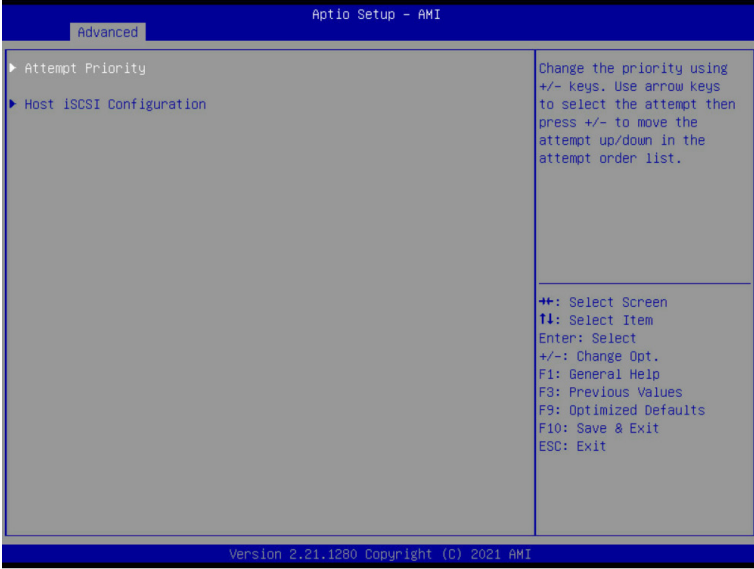 Aptio Setup – AMI
Advanced
▶ Attempt Priority
▶ Host iSCSI Configuration
Change the priority using
+/- keys. Use arrow keys
to select the attempt then
press +/- to move the
attempt up/down in the
attempt order list.
→←: Select Screen
↑↓: Select Item
Enter: Select
+/-: Change Opt.
F1: General Help
F3: Previous Values
F9: Optimized Defaults
F10: Save & Exit
ESC: Exit
Version 2.21.1280 Copyright (C) 2021 AMI